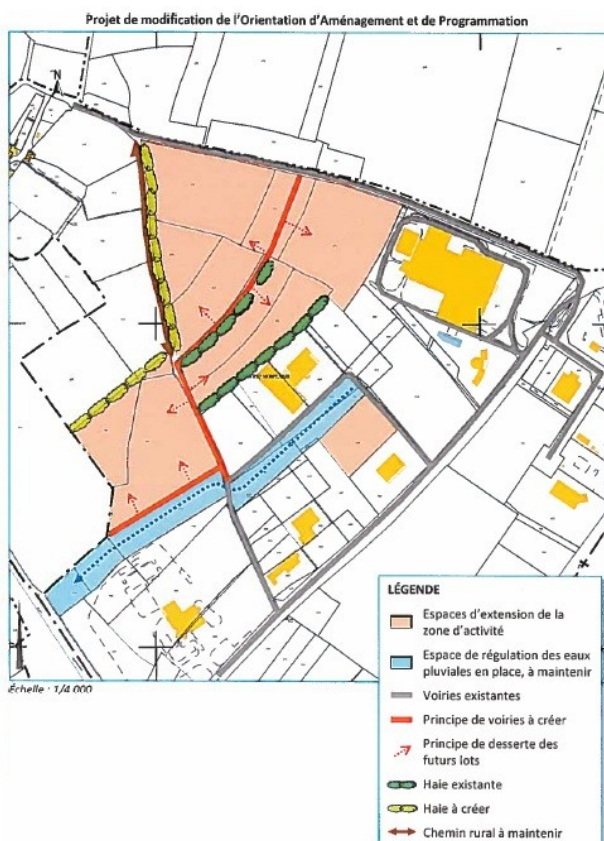 Projet de modification de l'Orientation d'Aménagement et de Programmation
N
Échelle : 1/4 000
LÉGENDE
Espaces d'extension de la
zone d'activité
Espace de régulation des eaux
pluviales en place, à maintenir
Voiries existantes
Principe de voiries à créer
Principe de desserte des
futurs lots
Haie existante
Haie à créer
Chemin rural à maintenir